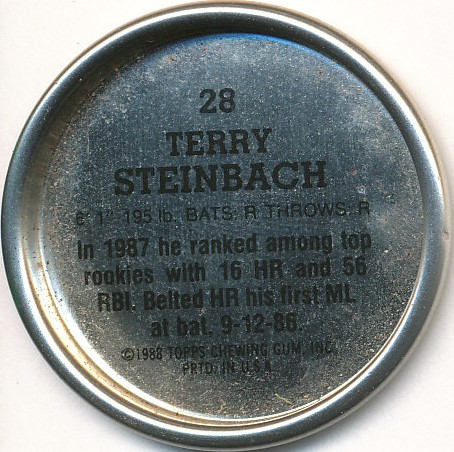 28
TERRY
STEINBACH
6' 1" 195 lb. BATS: R THROWS: R
In 1987 he ranked among top
rookies with 16 HR and 56
RBI. Belted HR his first ML
at bat. 9-12-86.
©1988 TOPPS CHEWING GUM, INC.
PRTD. IN U.S.A.